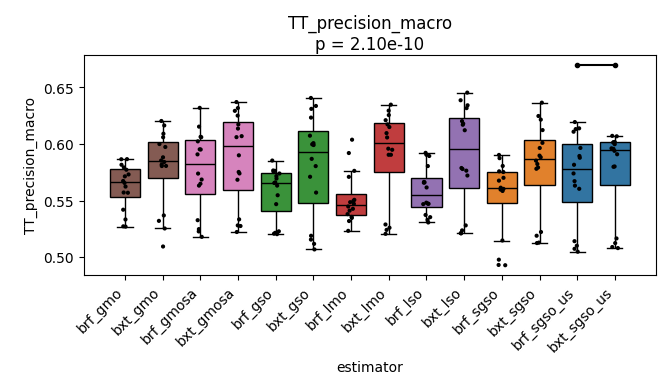 TT_precision_macro
p = 2.10e-10
TT_precision_macro
0.65
0.60
0.55
0.50
brf_gmo
bxt_gmo
brf_gmosa
bxt_gmosa
brf_gso
bxt_gso
brf_lmo
bxt_lmo
brf_lso
bxt_lso
brf_sgso
bxt_sgso
brf_sgso_us
bxt_sgso_us
estimator